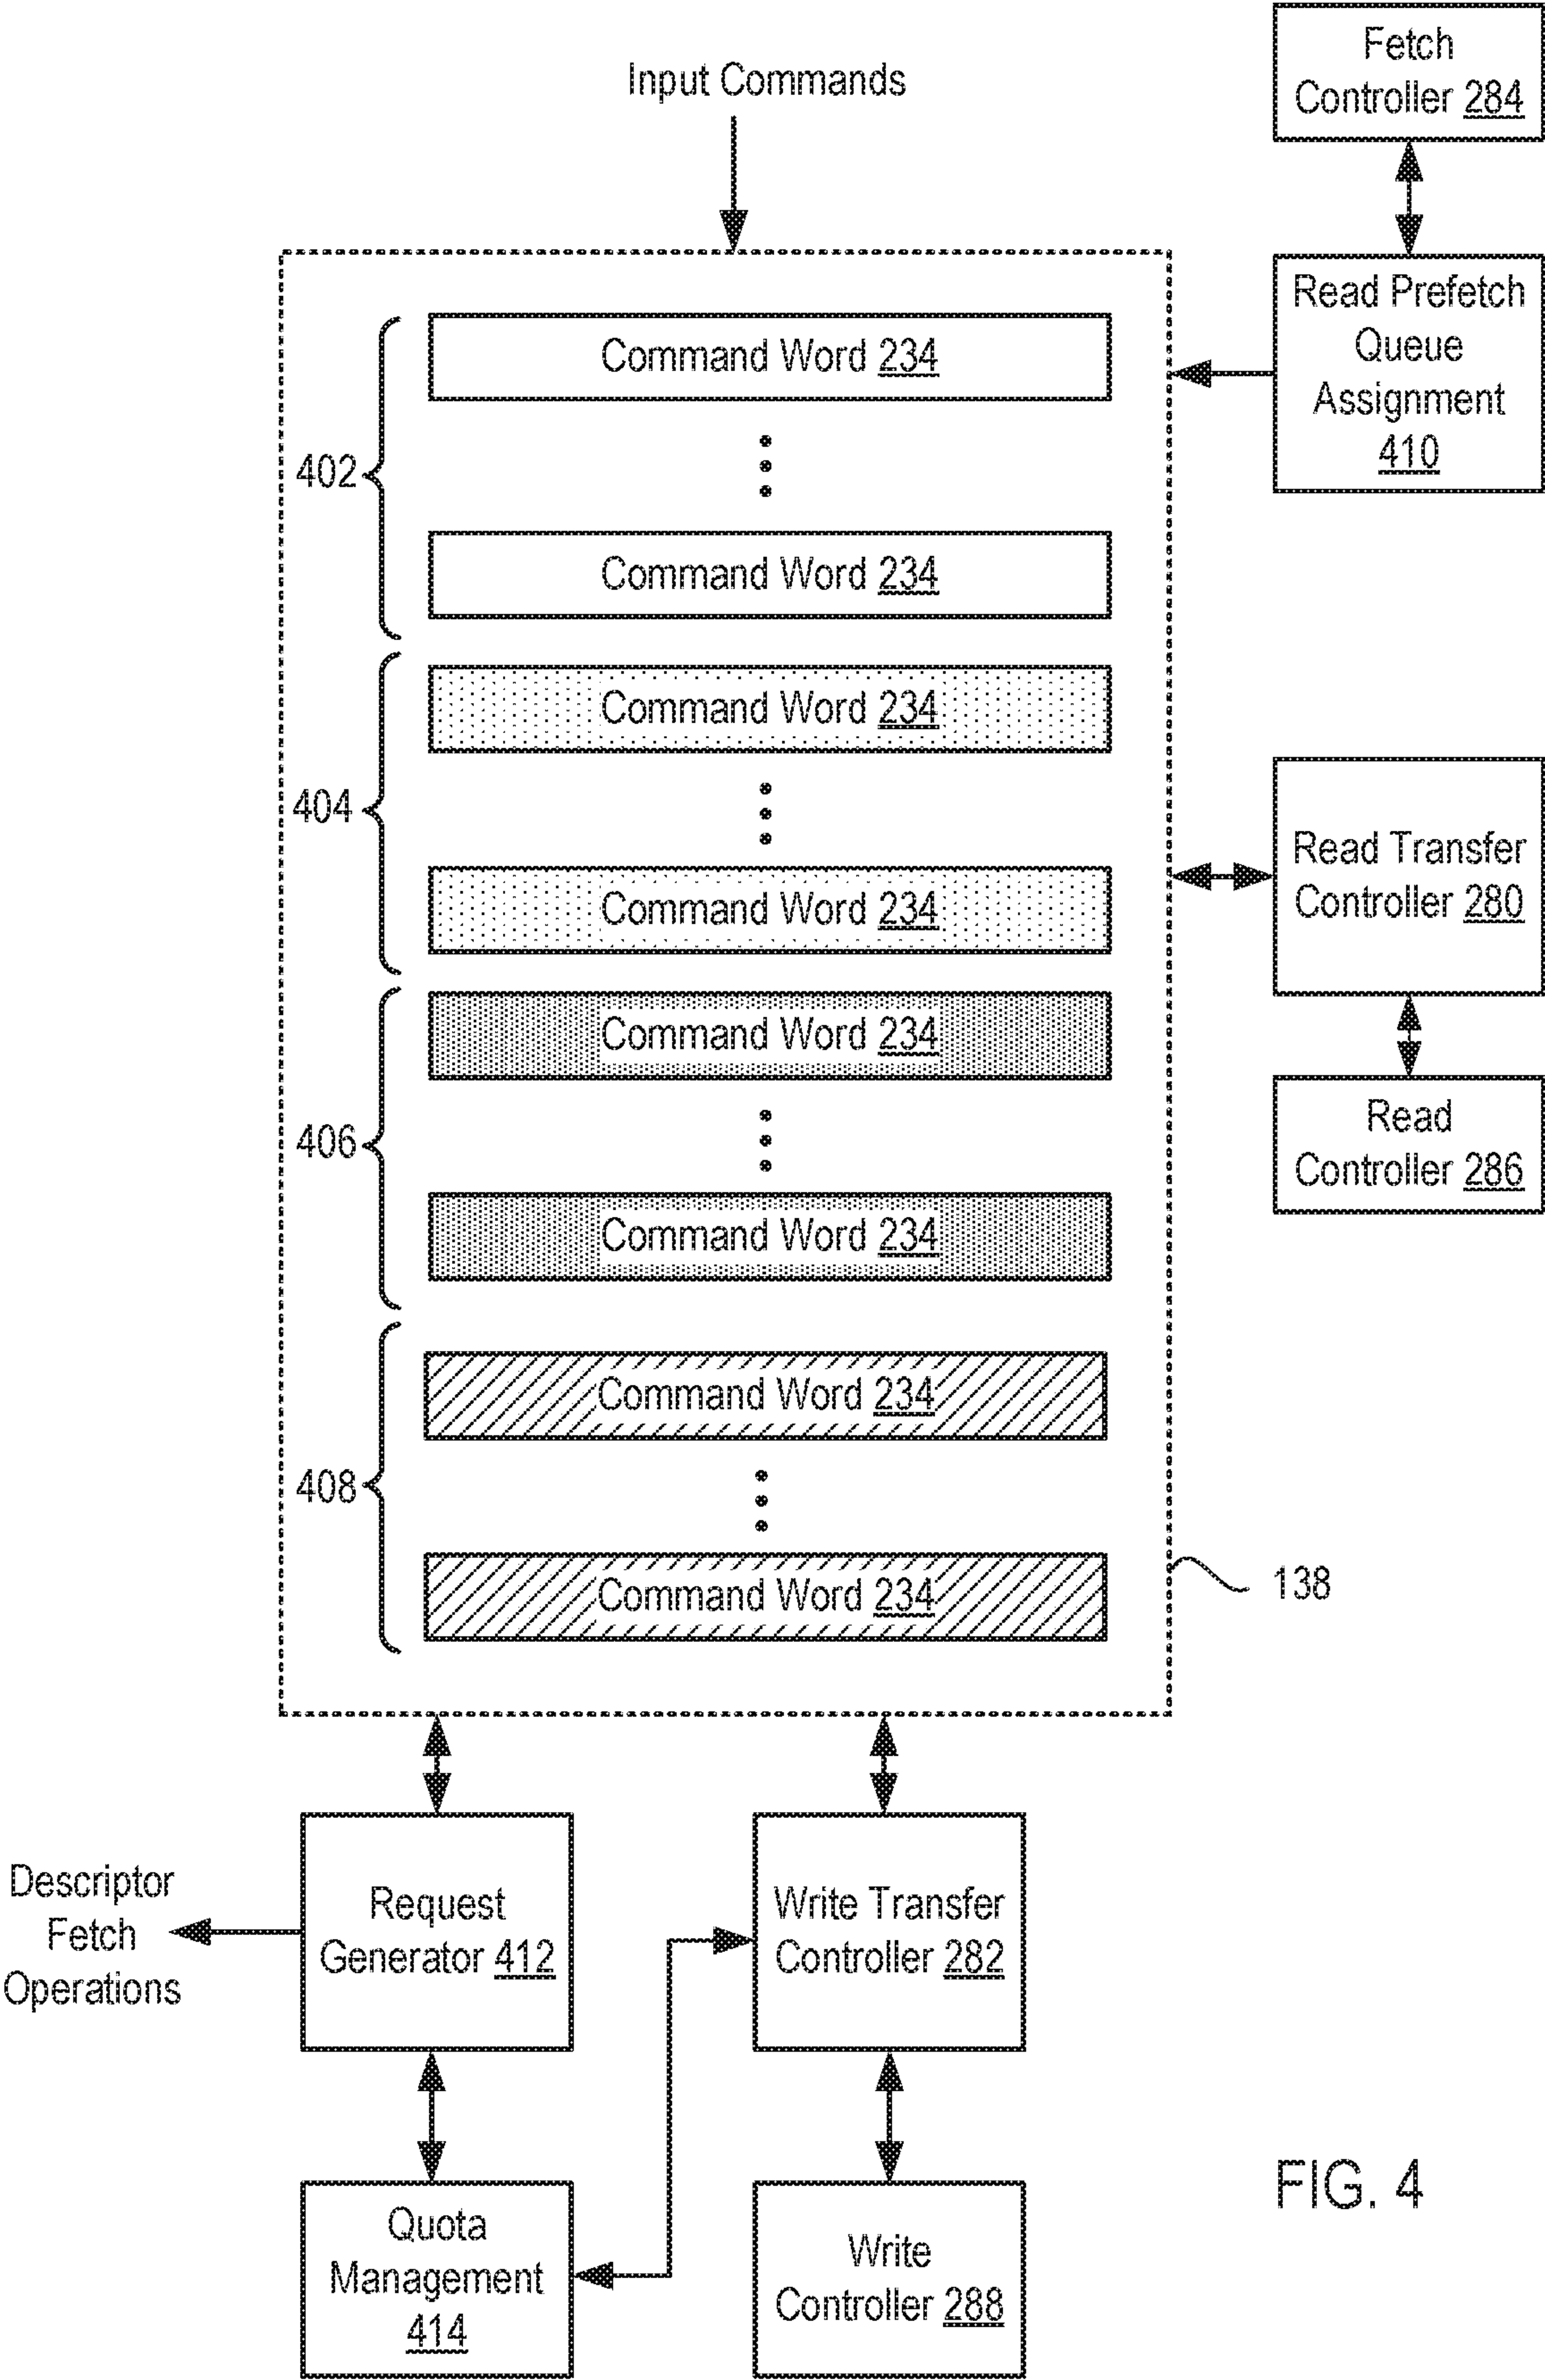 Input Commands
Fetch
Controller 284
Read Prefetch
Queue
Assignment
410
402
Command Word 234
Command Word 234
404
Command Word 234
Command Word 234
Read Transfer
Controller 280
406
Command Word 234
Command Word 234
Read
Controller 286
408
Command Word 234
Command Word 234
138
Descriptor
Fetch
Operations
Request
Generator 412
Write Transfer
Controller 282
Quota
Management
414
Write
Controller 288
FIG. 4